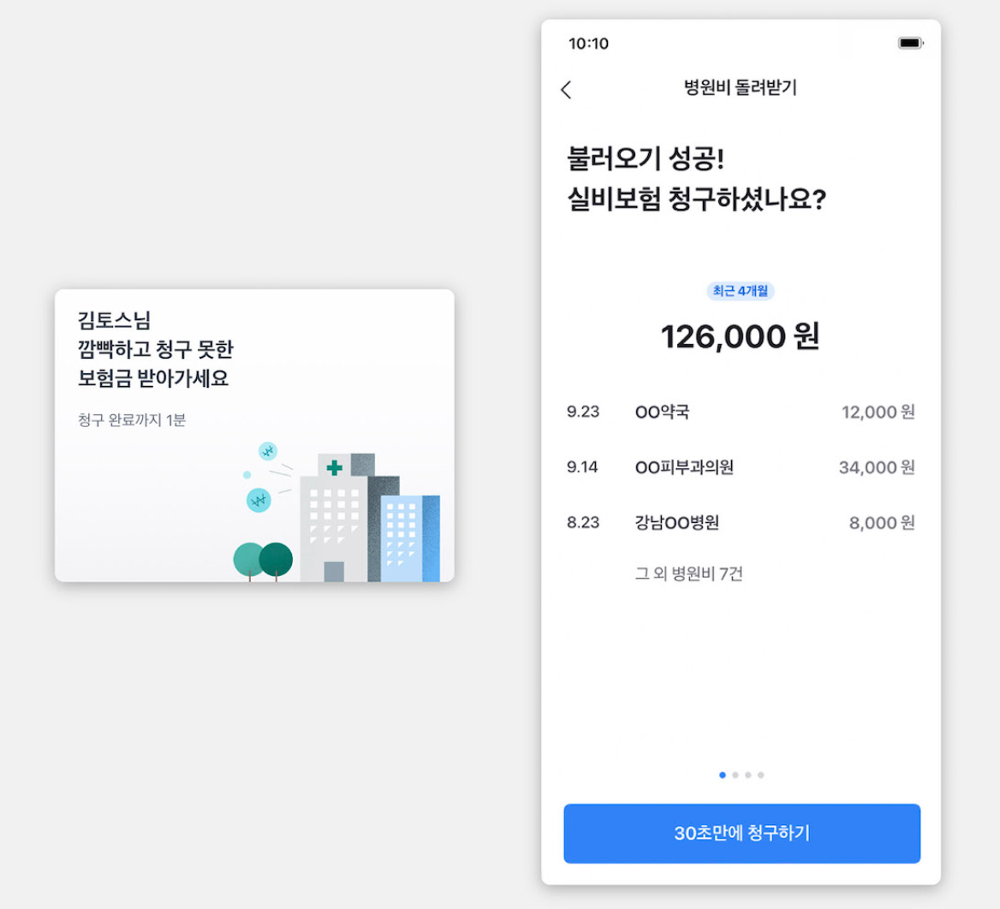 김토스님
깜빡하고 청구 못한
보험금 받아가세요
청구 완료까지 1분
10:10
병원비 돌려받기
불러오기 성공!
실비보험 청구하셨나요?
최근 4개월
126,000 원
9.23 OO약국 12,000 원
9.14 OO피부과의원 34,000 원
8.23 강남OO병원 8,000 원
그 외 병원비 7건
30초만에 청구하기